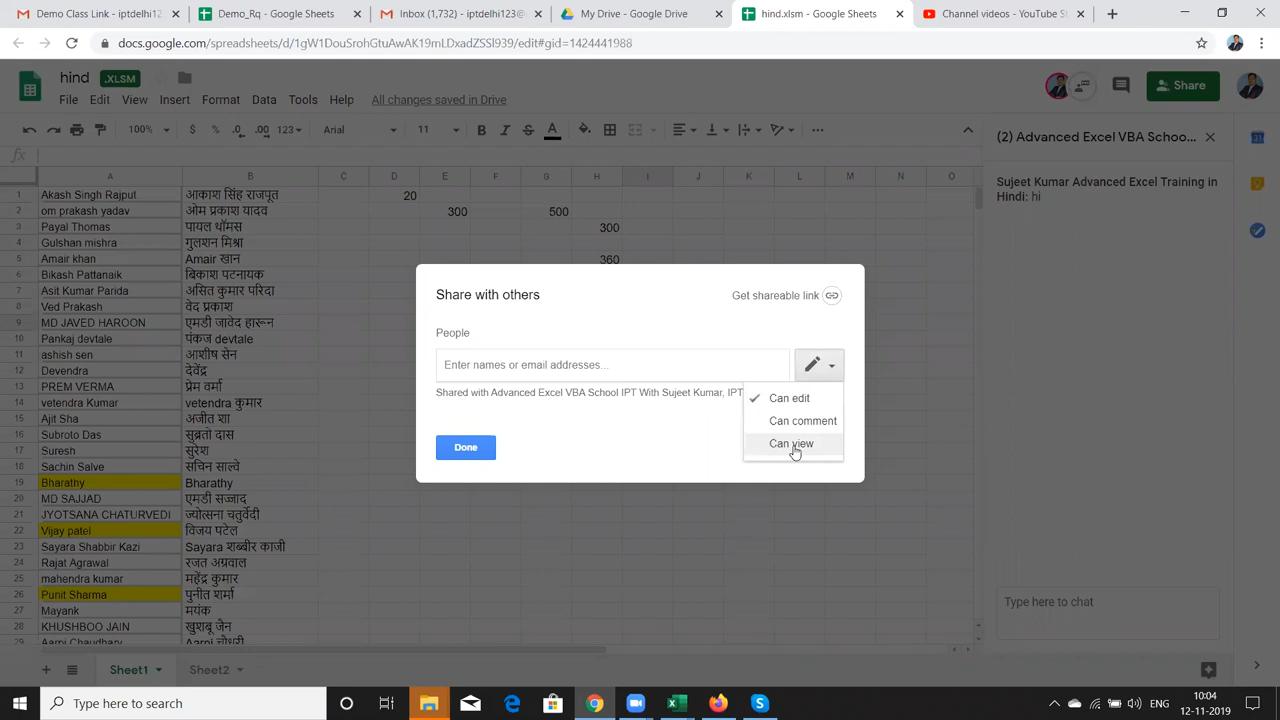 Demo Class Link - iptdelhi123@
Demo_Rq - Google Sheets
Inbox (1,732) - iptdelhi123@
My Drive - Google Drive
hind.xlsm - Google Sheets
Channel videos - YouTube S
docs.google.com/spreadsheets/d/1gW1DouSrohGtuAwAK19mLDxadZSSl939/edit#gid=1424441988
hind .XLSM
File Edit View Insert Format Data Tools Help All changes saved in Drive
Share
100% $ % .0 .00 123 Arial 11 B I S A
(2) Advanced Excel VBA School...
fx
A B C D E F G H I J K L M N O
Sujeet Kumar Advanced Excel Training in
Hindi: hi
1 Akash Singh Rajput आकाश सिंह राजपूत 20
2 om prakash yadav ओम प्रकाश यादव 300 500
3 Payal Thomas पायल थॉमस 300
4 Gulshan mishra गुलशन मिश्रा
5 Amair khan Amair खान 360
6 Bikash Pattanaik बिकाश पटनायक
7 Asit Kumar Parida असित कुमार परिदा
8 Ved Prakash वेद प्रकाश
9 MD JAVED HAROON एमडी जावेद हारून
10 Pankaj devtale पंकज devtale
11 ashish sen आशीष सेन
12 Devendra देवेंद्र
13 PREM VERMA प्रेम वर्मा
14 vetendra Kumar vetendra कुमार
15 Ajit Sha अजीत शा
16 Subroto Das सुब्रतो दास
17 Suresh सुरेश
18 Sachin Salve सचिन साल्वे
19 Bharathy Bharathy
20 MD SAJJAD एमडी सज्जाद
21 JYOTSANA CHATURVEDI ज्योत्सना चतुर्वेदी
22 Vijay patel विजय पटेल
23 Sayara Shabbir Kazi Sayara शब्बीर काजी
24 Rajat Agrawal रजत अग्रवाल
25 mahendra kumar महेंद्र कुमार
26 Punit Sharma पुनीत शर्मा
27 Mayank मयंक
28 KHUSHBOO JAIN खुशबू जैन
29 Aarpi Choudhry Aarpi चौधरी
Share with others
Get shareable link
People
Enter names or email addresses...
Shared with Advanced Excel VBA School IPT With Sujeet Kumar, IPT
Can edit
Can comment
Can view
Done
Type here to chat
Sheet1
Sheet2
Type here to search
ENG
10:04
12-11-2019